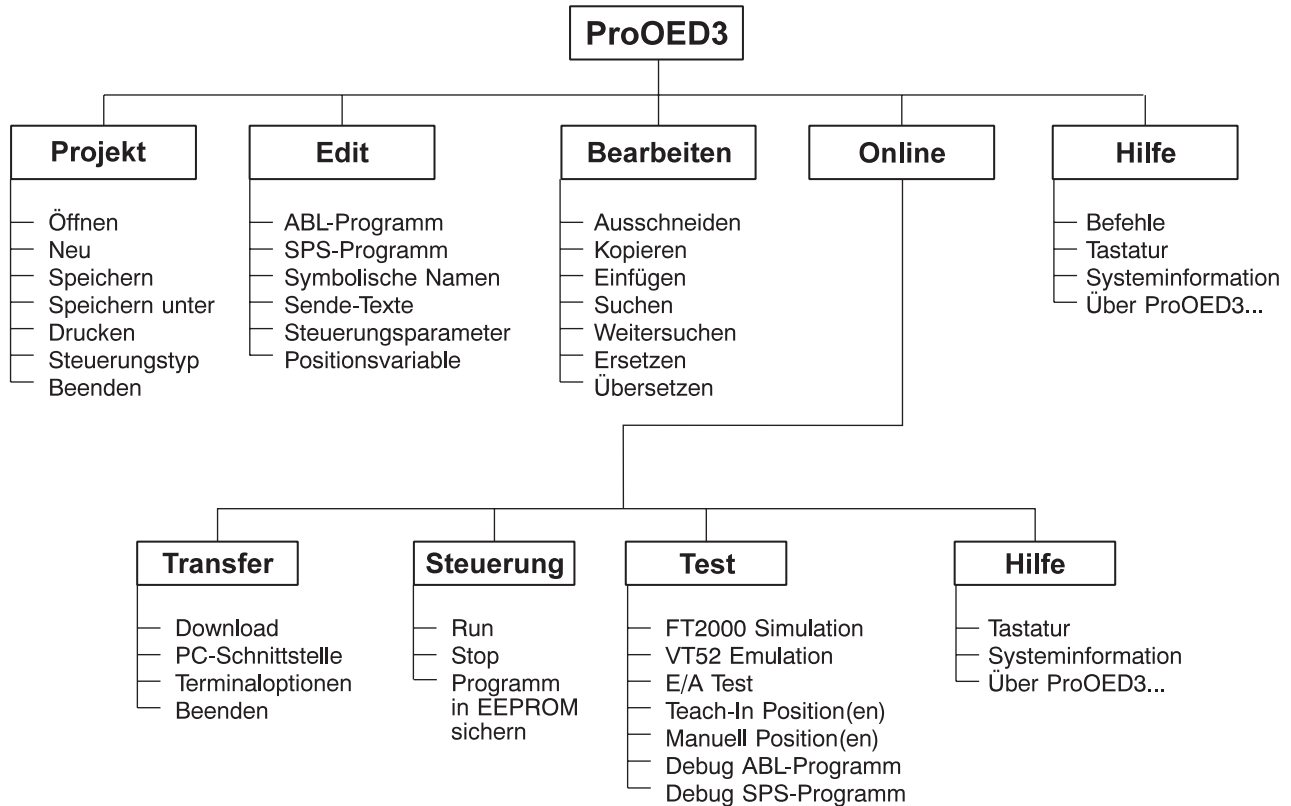 ProOED3
Projekt
Öffnen
Neu
Speichern
Speichern unter
Drucken
Steuerungstyp
Beenden
Edit
ABL-Programm
SPS-Programm
Symbolische Namen
Sende-Texte
Steuerungsparameter
Positionsvariable
Bearbeiten
Ausschneiden
Kopieren
Einfügen
Suchen
Weitersuchen
Ersetzen
Übersetzen
Online
Hilfe
Befehle
Tastatur
Systeminformation
Über ProOED3...
Transfer
Download
PC-Schnittstelle
Terminaloptionen
Beenden
Steuerung
Run
Stop
Programm
in EEPROM
sichern
Test
FT2000 Simulation
VT52 Emulation
E/A Test
Teach-In Position(en)
Manuell Position(en)
Debug ABL-Programm
Debug SPS-Programm
Hilfe
Tastatur
Systeminformation
Über ProOED3...